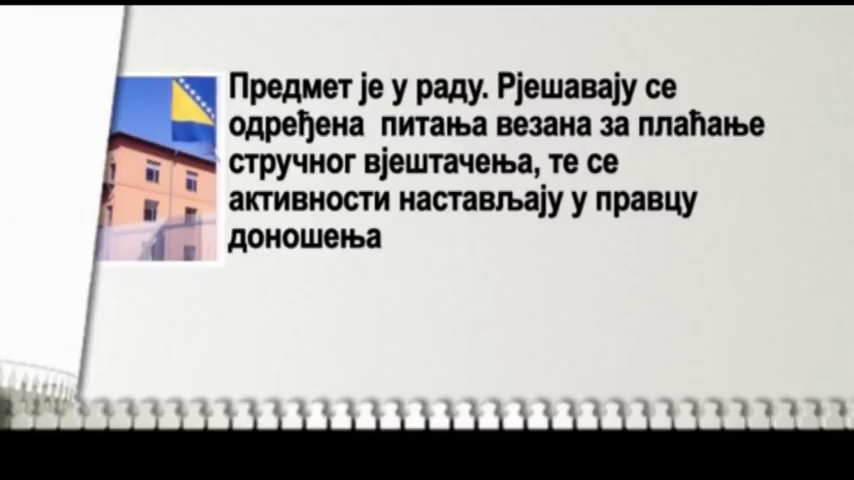 Предмет је у раду. Рјешавају се
одређена питања везана за плаћање
стручног вјештачења, те се
активности настављају у правцу
доношења